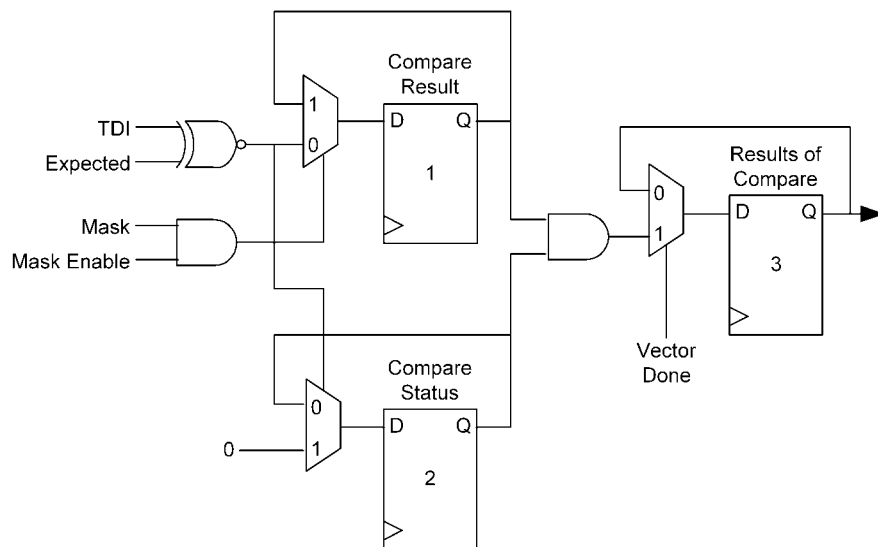 Compare
Result
TDI
Expected
Mask
Mask Enable
1
0
D
Q
1
Results of
Compare
0
1
D
Q
3
Vector
Done
Compare
Status
0
1
0
D
Q
2